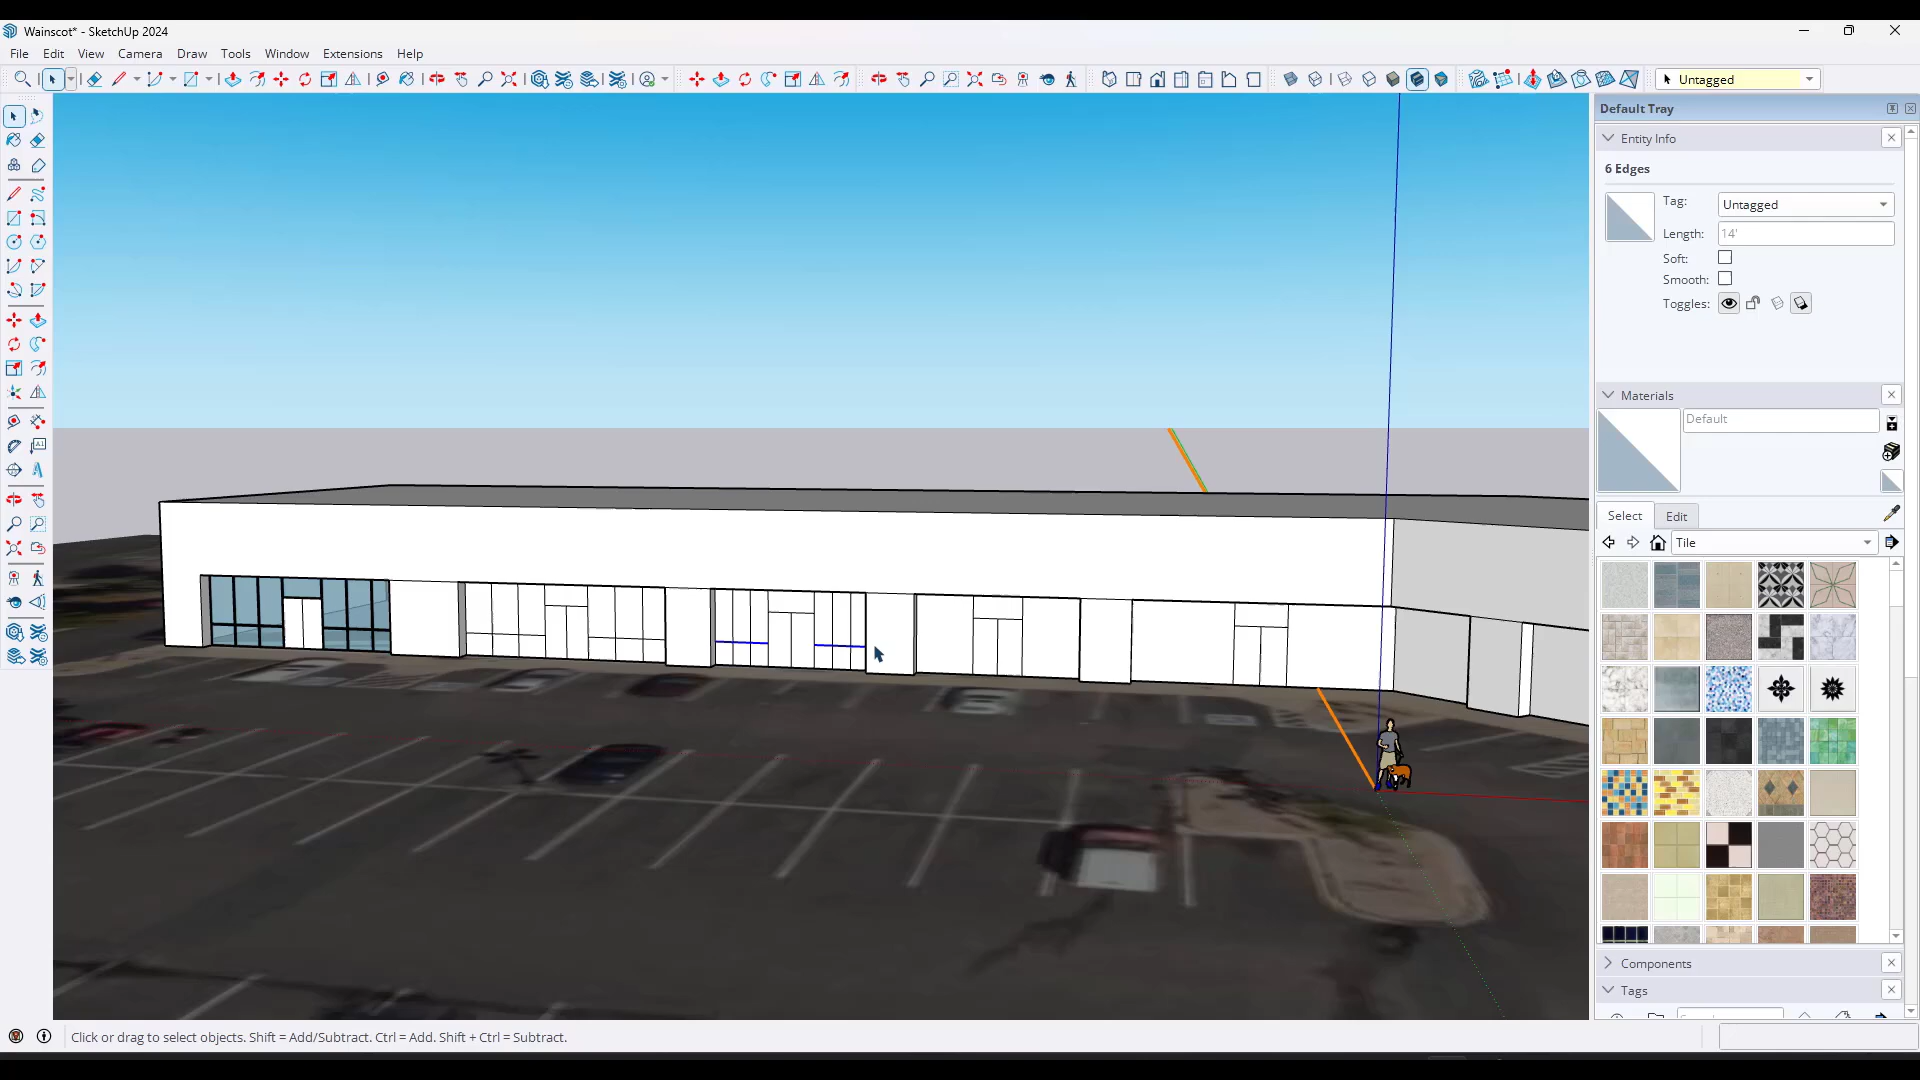 Wainscot* - SketchUp 2024
File Edit View Camera Draw Tools Window Extensions Help
Untagged
Default Tray
Entity Info
6 Edges
Tag: Untagged
Length: 14'
Soft:
Smooth:
Toggles:
Materials
Default
Select Edit
Tile
Components
Tags
Click or drag to select objects. Shift = Add/Subtract. Ctrl = Add. Shift + Ctrl = Subtract.